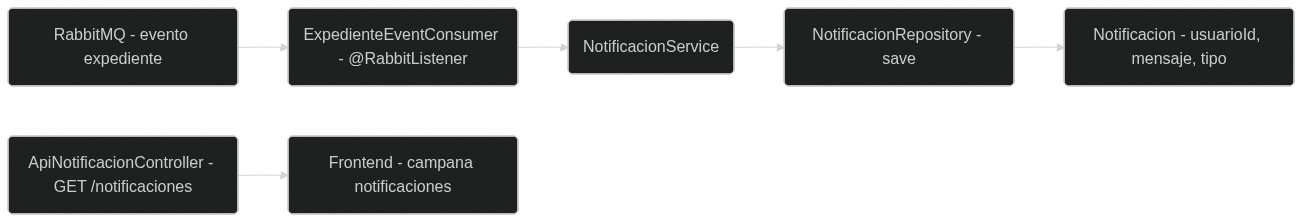 RabbitMQ - evento
expediente
ExpedienteEventConsumer
- @RabbitListener
NotificacionService
NotificacionRepository -
save
Notificacion - usuarioId,
mensaje, tipo
ApiNotificacionController -
GET /notificaciones
Frontend - campana
notificaciones